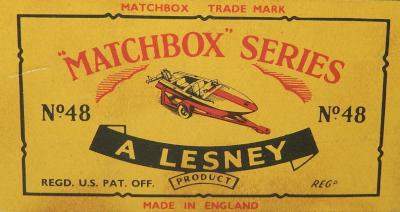 MATCHBOX TRADE MARK
"MATCHBOX" SERIES
Nº48 Nº48
A LESNEY
PRODUCT
REGD. U.S. PAT. OFF. REGD
MADE IN ENGLAND